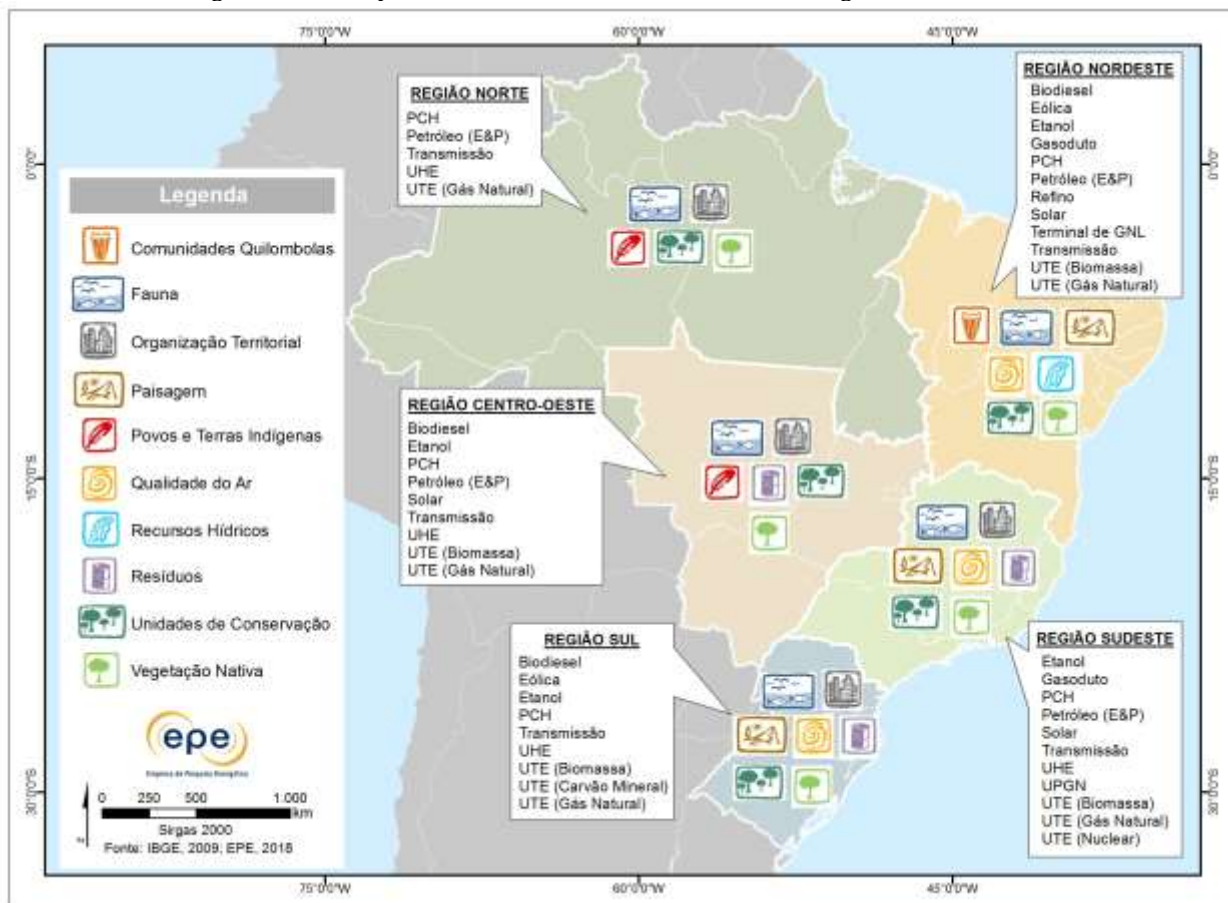 75°0'0"W
60°0'0"W
45°0'0"W
REGIÃO NORTE
PCH
Petróleo (E&P)
Transmissão
UHE
UTE (Gás Natural)
REGIÃO NORDESTE
Biodiesel
Eólica
Etanol
Gasoduto
PCH
Petróleo (E&P)
Refino
Solar
Terminal de GNL
Transmissão
UTE (Biomassa)
UTE (Gás Natural)
0°0'0"
0°0'0"
Legenda
Comunidades Quilombolas
Fauna
Organização Territorial
Paisagem
Povos e Terras Indígenas
Qualidade do Ar
Recursos Hídricos
Resíduos
Unidades de Conservação
Vegetação Nativa
REGIÃO CENTRO-OESTE
Biodiesel
Etanol
PCH
Petróleo (E&P)
Solar
Transmissão
UHE
UTE (Biomassa)
UTE (Gás Natural)
15°0'0"S
15°0'0"S
REGIÃO SUL
Biodiesel
Eólica
Etanol
PCH
Transmissão
UHE
UTE (Biomassa)
UTE (Carvão Mineral)
UTE (Gás Natural)
REGIÃO SUDESTE
Etanol
Gasoduto
PCH
Petróleo (E&P)
Solar
Transmissão
UHE
UPGN
UTE (Biomassa)
UTE (Gás Natural)
UTE (Nuclear)
epe
Empresa de Pesquisa Energética
0 250 500 1.000
km
Sirgas 2000
Fonte: IBGE, 2009; EPE, 2018
30°0'0"S
30°0'0"S
75°0'0"W
60°0'0"W
45°0'0"W